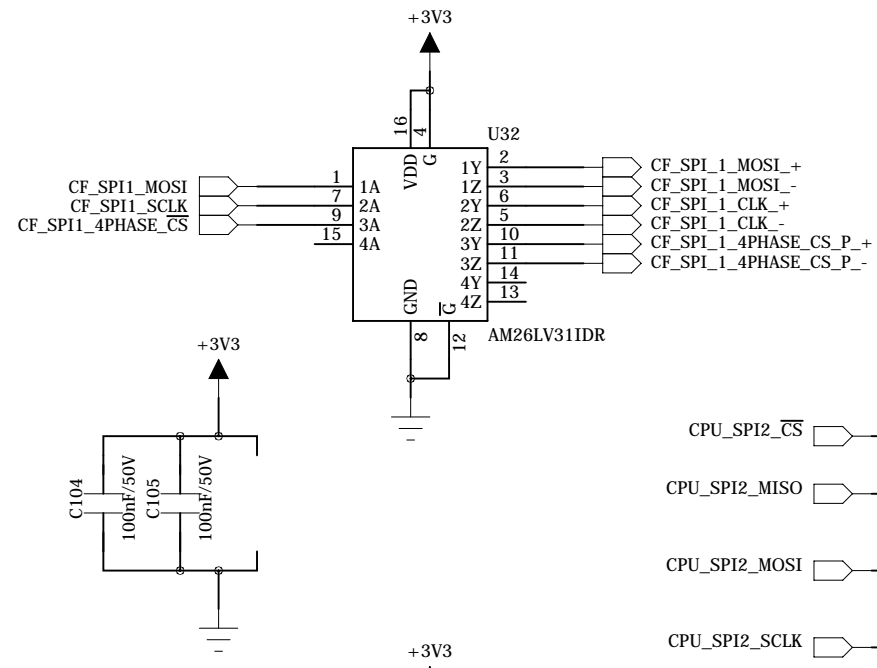 +3V3
16
4
U32
VDD
G
1
1A
CF_SPI1_MOSI
7
2A
CF_SPI1_SCLK
9
3A
CF_SPI1_4PHASE_CS
15
4A
1Y
2
CF_SPI_1_MOSI_+
1Z
3
CF_SPI_1_MOSI_-
2Y
6
CF_SPI_1_CLK_+
2Z
5
CF_SPI_1_CLK_-
3Y
10
CF_SPI_1_4PHASE_CS_P_+
3Z
11
CF_SPI_1_4PHASE_CS_P_-
4Y
14
4Z
13
GND
G
8
12
AM26LV31IDR
+3V3
C104
100nF/50V
C105
100nF/50V
CPU_SPI2_CS
CPU_SPI2_MISO
CPU_SPI2_MOSI
CPU_SPI2_SCLK
+3V3